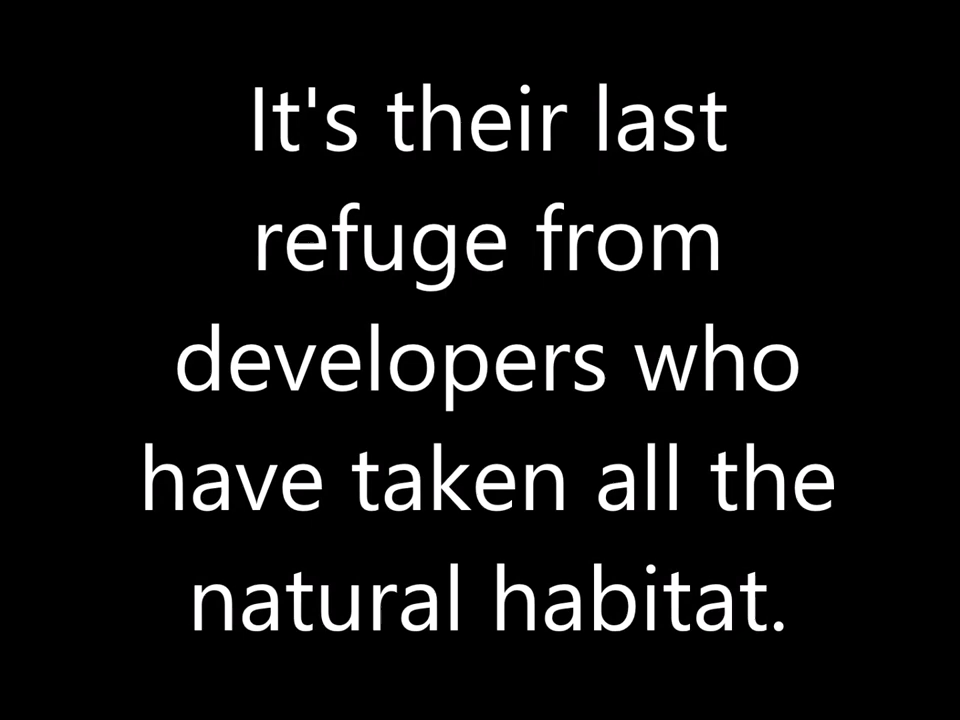 It's their last
refuge from
developers who
have taken all the
natural habitat.